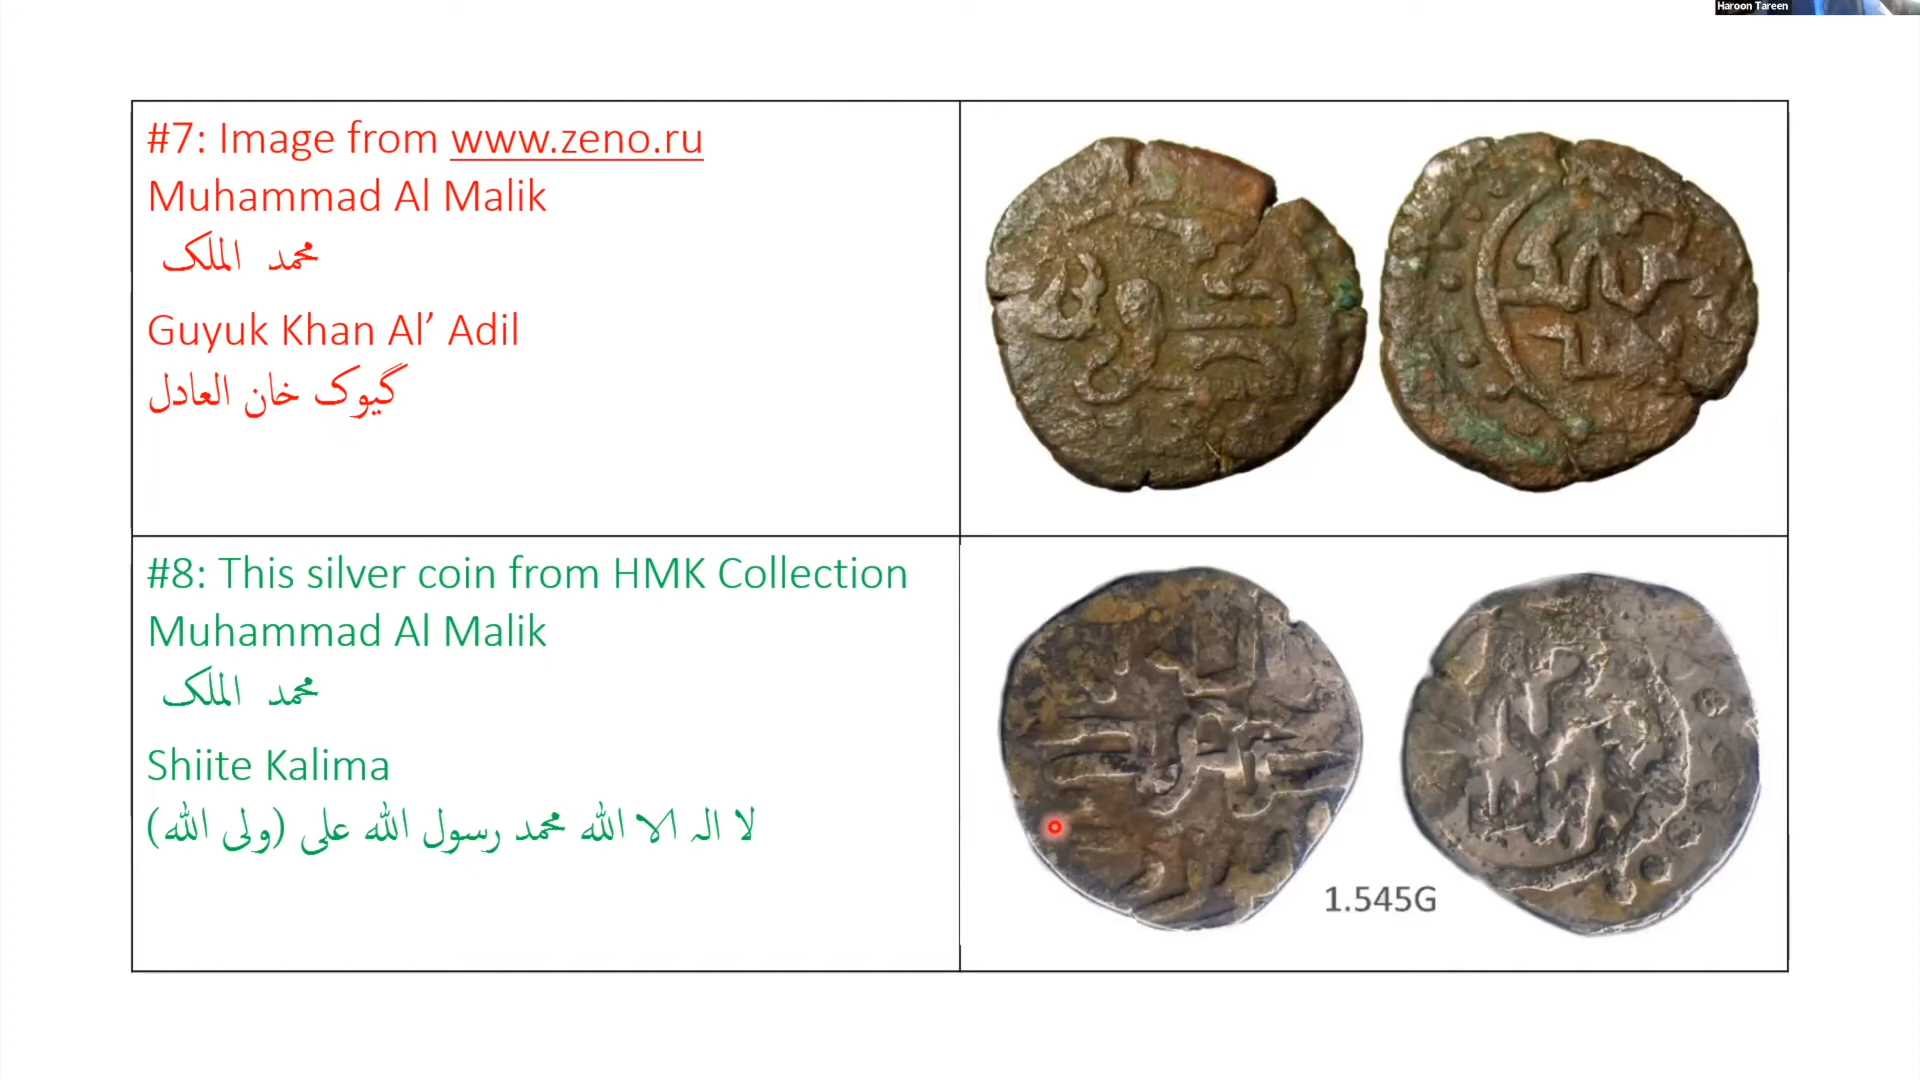 Haroon Tareen
#7: Image from www.zeno.ru
Muhammad Al Malik
محمد الملک
Guyuk Khan Al’ Adil
گیوک خان العادل
#8: This silver coin from HMK Collection
Muhammad Al Malik
محمد الملک
Shiite Kalima
لا الہ الا اللہ محمد رسول اللہ علی (ولی اللہ)
1.545G